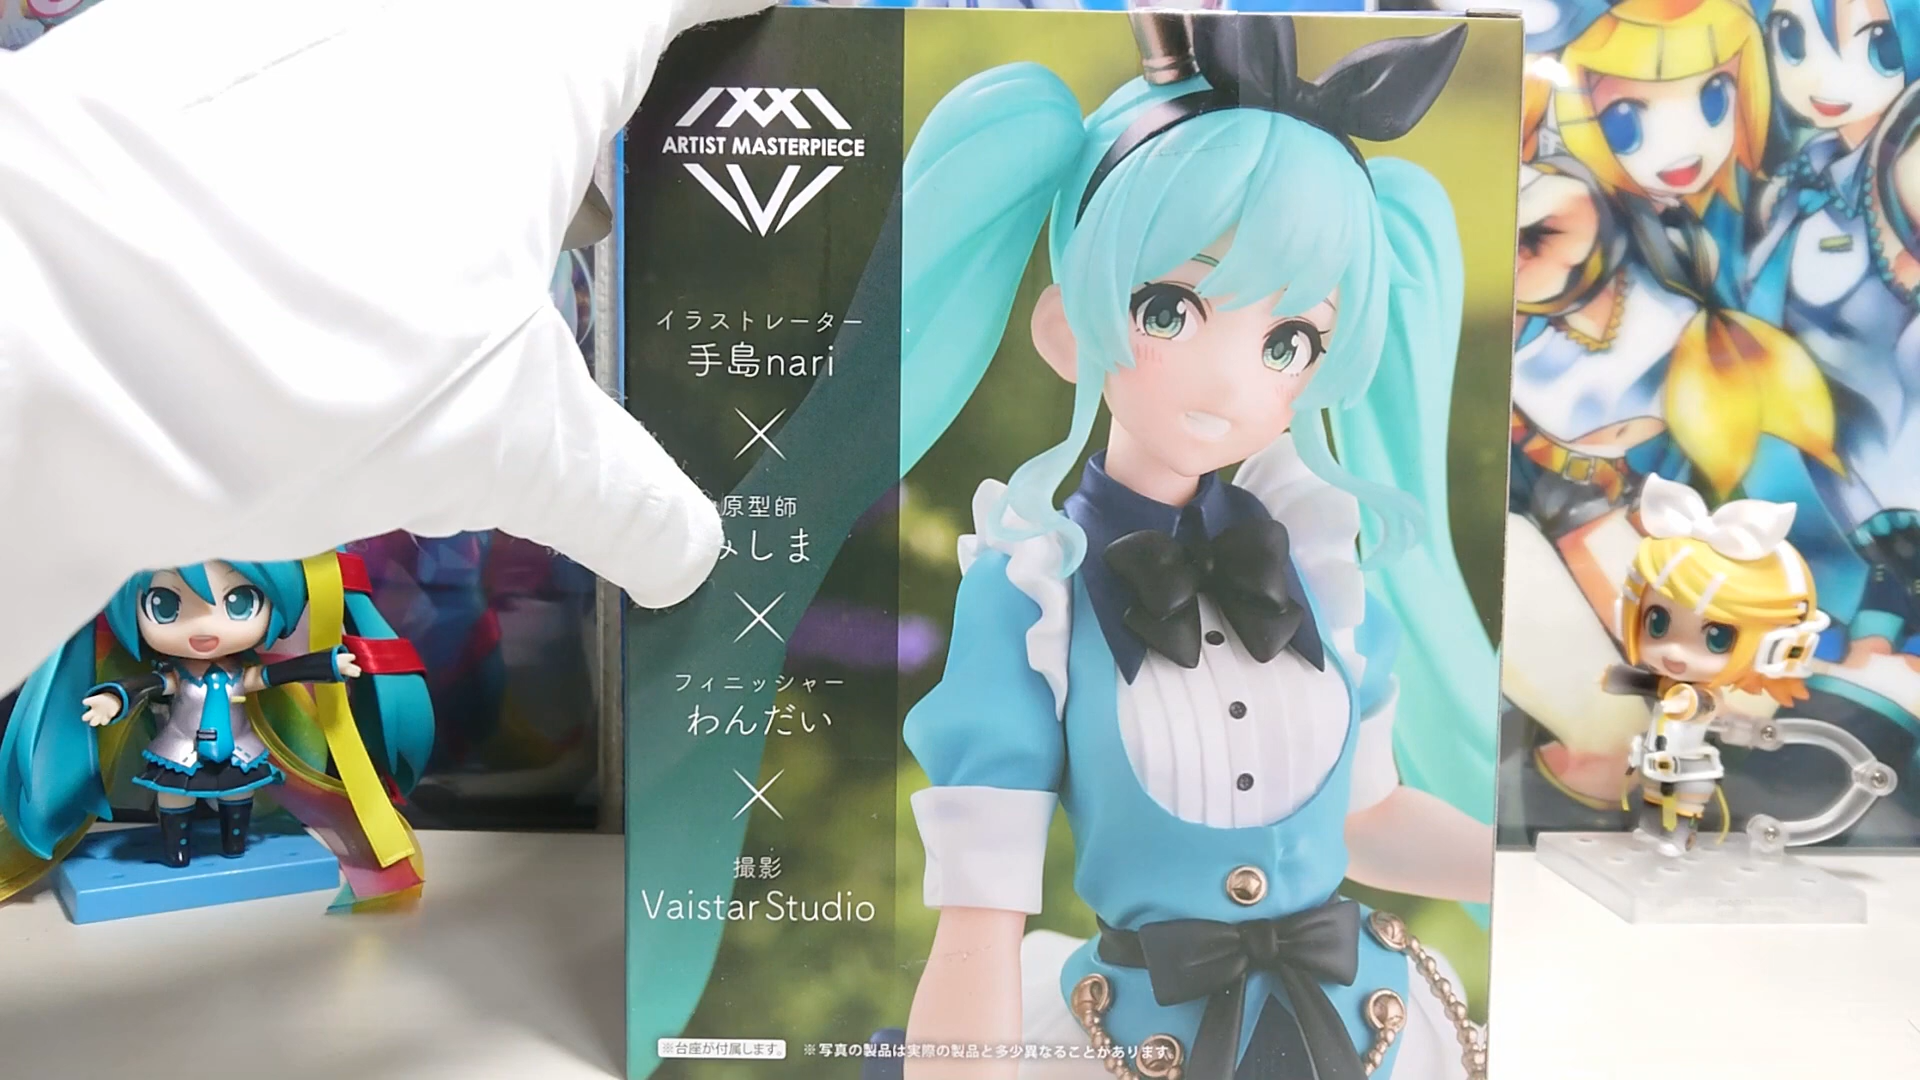 ARTIST MASTERPIECE
イラストレーター
手島nari
×
原型師
みしま
×
フィニッシャー
わんだい
×
撮影
Vaistar Studio
※台座が付属します。
※写真の製品は実際の製品と多少異なることがあります。